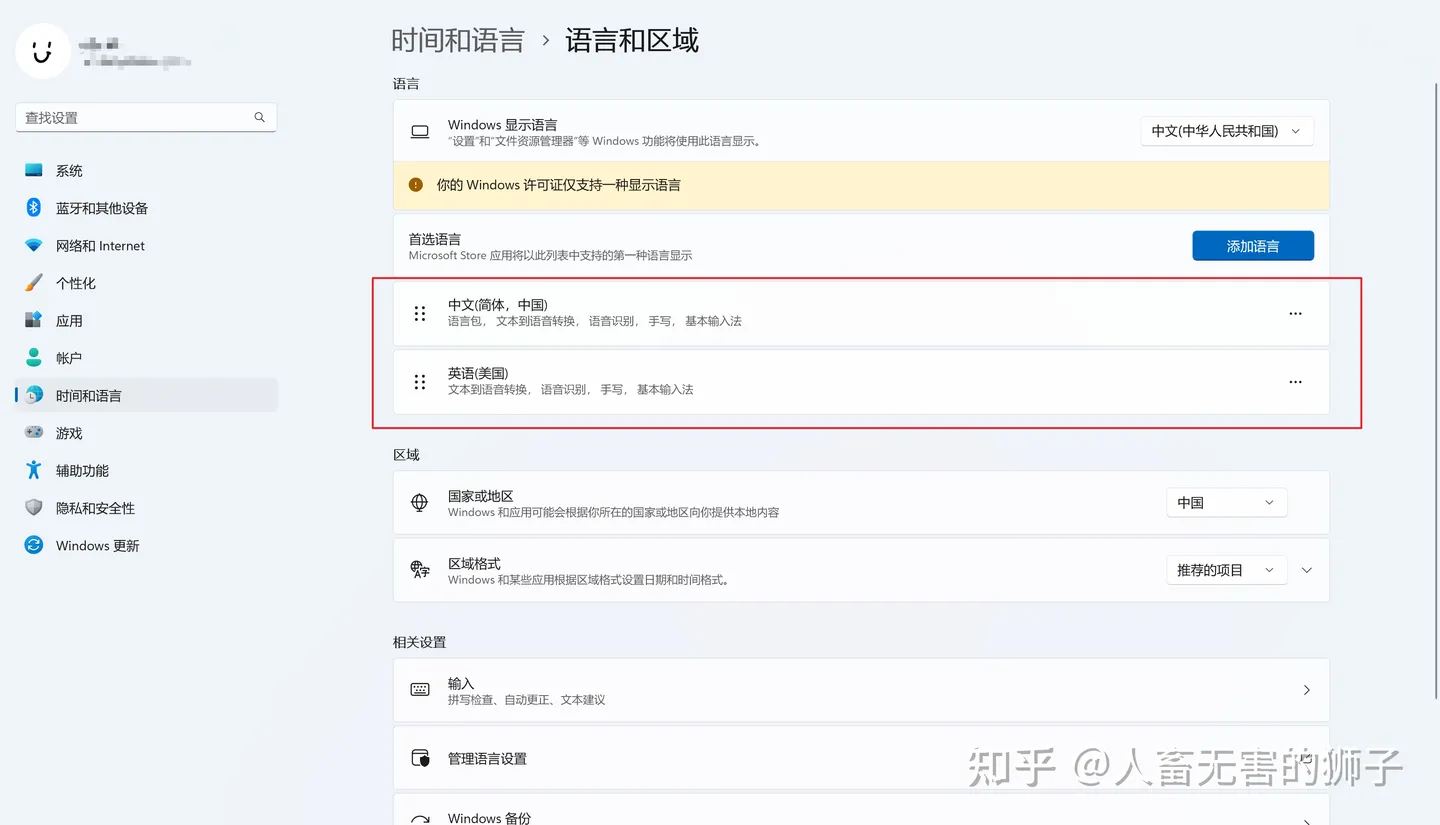 时间和语言 › 语言和区域
查找设置
系统
蓝牙和其他设备
网络和 Internet
个性化
应用
帐户
时间和语言
游戏
辅助功能
隐私和安全性
Windows 更新
语言
Windows 显示语言
"设置"和"文件资源管理器"等 Windows 功能将使用此语言显示。
中文(中华人民共和国)
你的 Windows 许可证仅支持一种显示语言
首选语言
Microsoft Store 应用将以此列表中支持的第一种语言显示
添加语言
中文(简体，中国)
语言包， 文本到语音转换， 语音识别， 手写， 基本输入法
英语(美国)
文本到语音转换， 语音识别， 手写， 基本输入法
区域
国家或地区
Windows 和应用可能会根据你所在的国家或地区向你提供本地内容
中国
区域格式
Windows 和某些应用根据区域格式设置日期和时间格式。
推荐的项目
相关设置
输入
拼写检查、自动更正、文本建议
管理语言设置
Windows 备份
知乎 @人畜无害的狮子